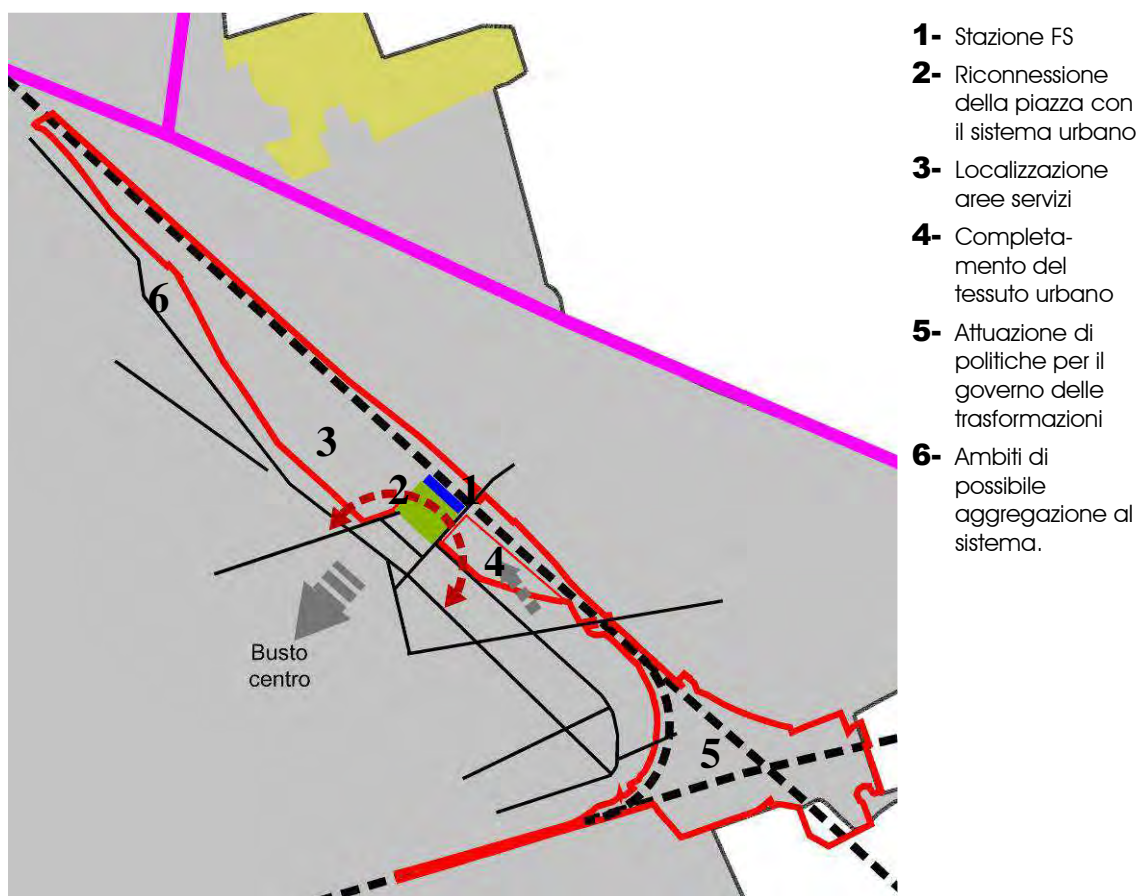 6
3
2
1
4
Busto
centro
5
1- Stazione FS
2- Riconnessione
della piazza con
il sistema urbano
3- Localizzazione
aree servizi
4- Completa-
mento del
tessuto urbano
5- Attuazione di
politiche per il
governo delle
trasformazioni
6- Ambiti di
possibile
aggregazione al
sistema.